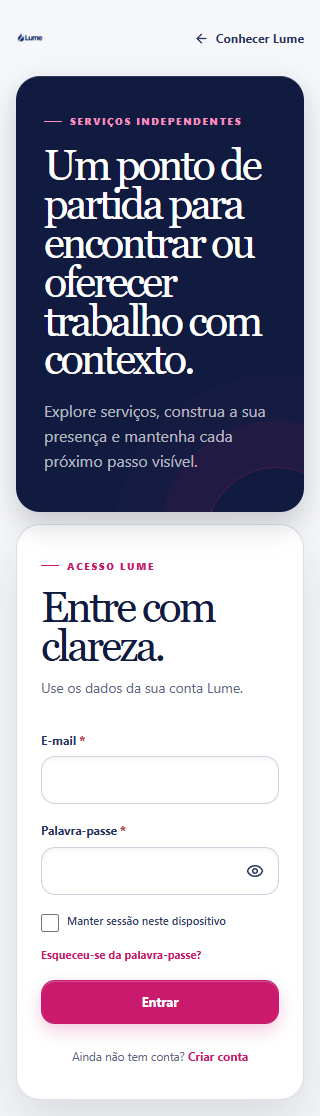 Lume
← Conhecer Lume
SERVIÇOS INDEPENDENTES
Um ponto de
partida para
encontrar ou
oferecer
trabalho com
contexto.
Explore serviços, construa a sua
presença e mantenha cada
próximo passo visível.
ACESSO LUME
Entre com
clareza.
Use os dados da sua conta Lume.
E-mail *
Palavra-passe *
Manter sessão neste dispositivo
Esqueceu-se da palavra-passe?
Entrar
Ainda não tem conta? Criar conta